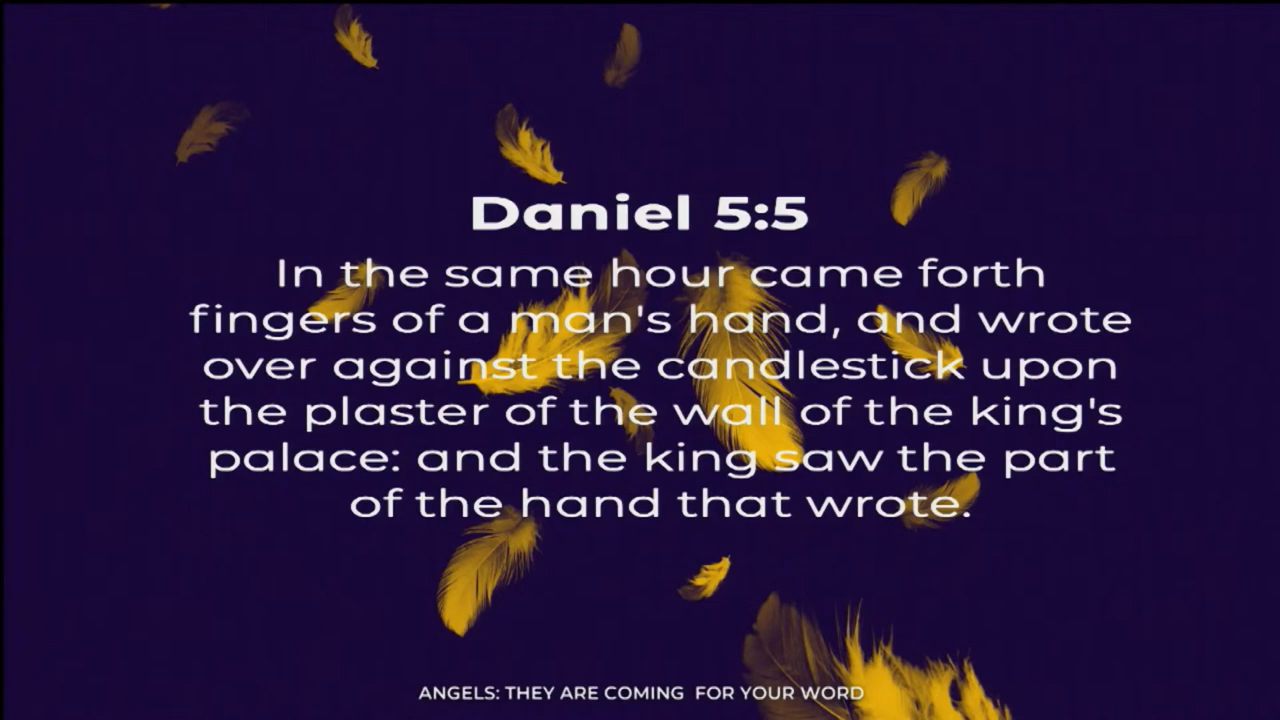 Daniel 5:5
In the same hour came forth
fingers of a man's hand, and wrote
over against the candlestick upon
the plaster of the wall of the king's
palace: and the king saw the part
of the hand that wrote.
ANGELS: THEY ARE COMING  FOR YOUR WORD